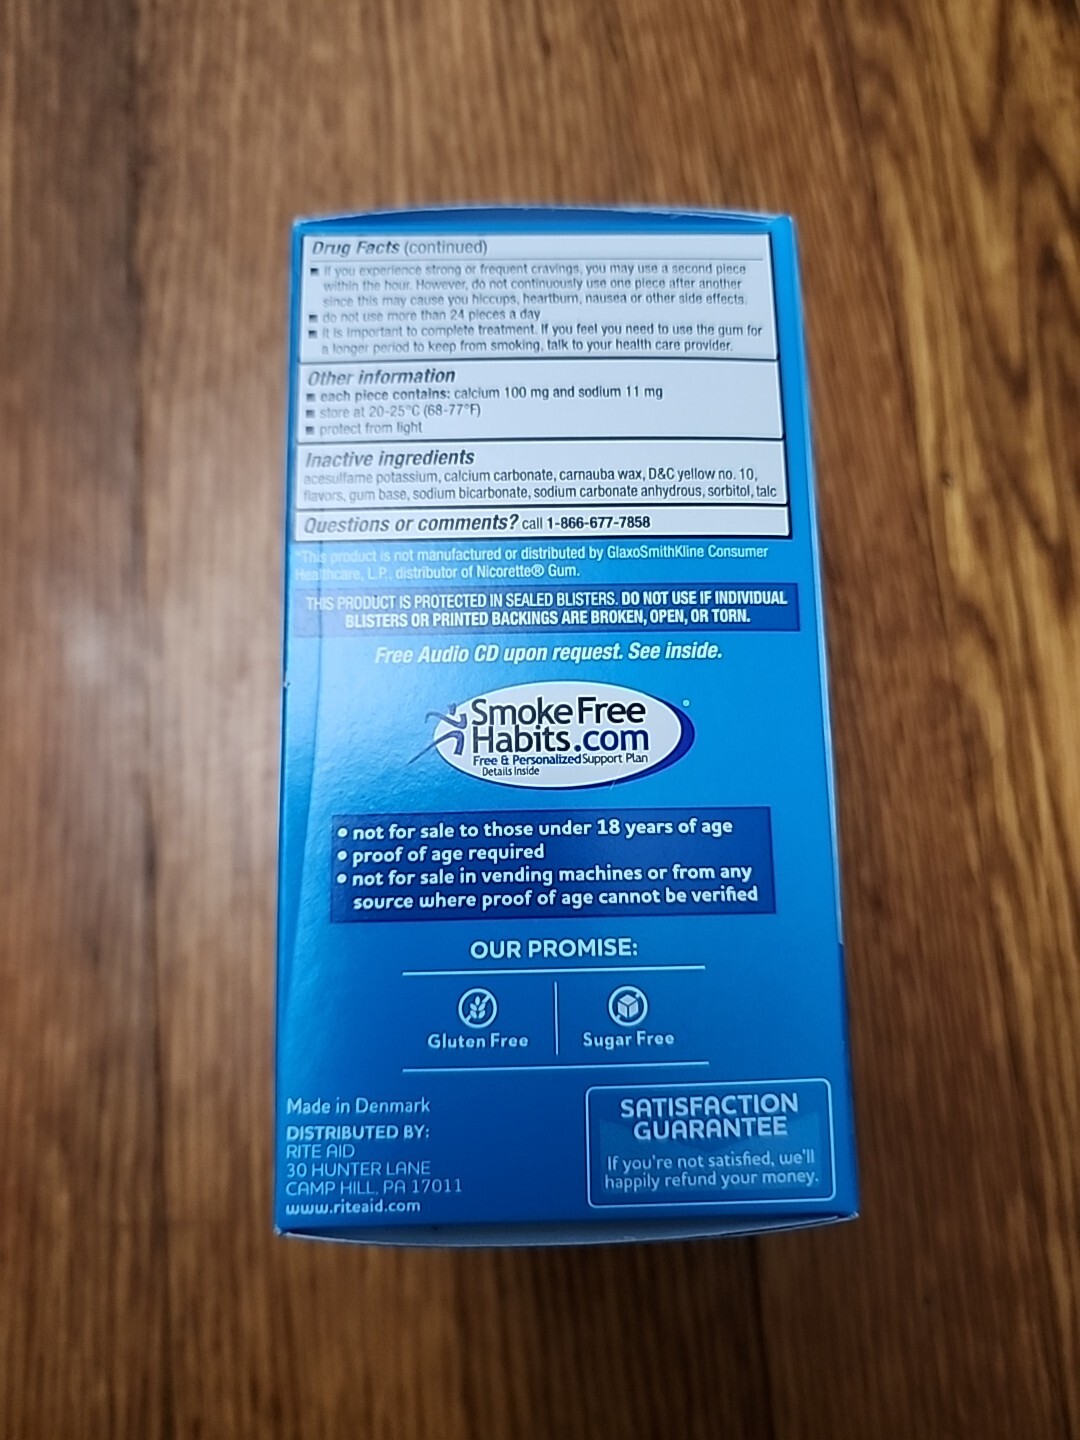 Drug Facts (continued)
■ If you experience strong or frequent cravings, you may use a second piece
within the hour. However, do not continuously use one piece after another
since this may cause you hiccups, heartburn, nausea or other side effects.
■ do not use more than 24 pieces a day
■ it is important to complete treatment. If you feel you need to use the gum for
a longer period to keep from smoking, talk to your health care provider.
Other information
■ each piece contains: calcium 100 mg and sodium 11 mg
■ store at 20-25°C (68-77°F)
■ protect from light
Inactive ingredients
acesulfame potassium, calcium carbonate, carnauba wax, D&C yellow no. 10,
flavors, gum base, sodium bicarbonate, sodium carbonate anhydrous, sorbitol, talc
Questions or comments? call 1-866-677-7858
*This product is not manufactured or distributed by GlaxoSmithKline Consumer
Healthcare, L.P., distributor of Nicorette® Gum.
THIS PRODUCT IS PROTECTED IN SEALED BLISTERS. DO NOT USE IF INDIVIDUAL
BLISTERS OR PRINTED BACKINGS ARE BROKEN, OPEN, OR TORN.
Free Audio CD upon request. See inside.
SmokeFree
Habits.com®
Free & Personalized Support Plan
Details Inside
• not for sale to those under 18 years of age
• proof of age required
• not for sale in vending machines or from any
source where proof of age cannot be verified
OUR PROMISE:
Gluten Free
Sugar Free
Made in Denmark
DISTRIBUTED BY:
RITE AID
30 HUNTER LANE
CAMP HILL, PA 17011
www.riteaid.com
SATISFACTION
GUARANTEE
If you're not satisfied, we'll
happily refund your money.